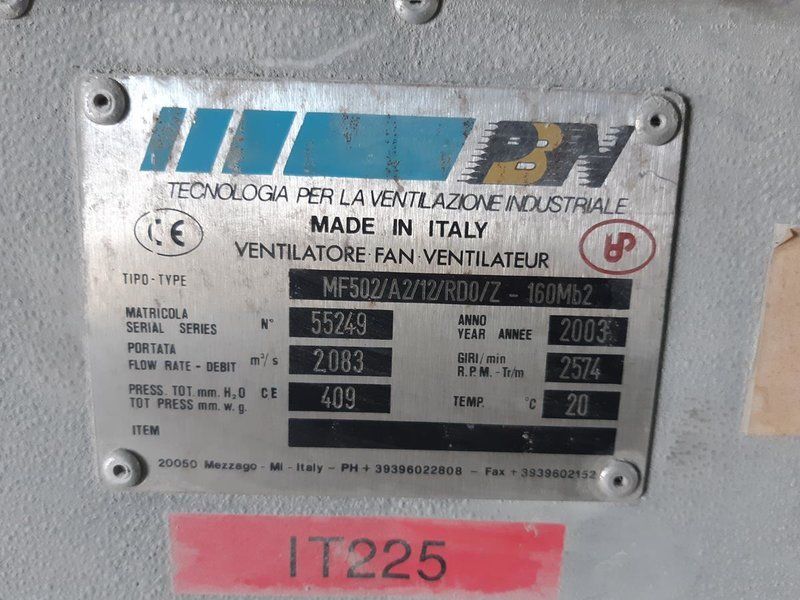 PBN
TECNOLOGIA PER LA VENTILAZIONE INDUSTRIALE
CE
MADE IN ITALY
VENTILATORE · FAN · VENTILATEUR
TIPO - TYPE MF502/A2/12/RD0/Z - 160Mb2
MATRICOLA
SERIAL SERIES N° 55249
ANNO
YEAR ANNEE 2003
PORTATA
FLOW RATE - DEBIT m³/s 2.083
GIRI/min
R.P.M. - Tr/m 2574
PRESS. TOT. mm. H₂O CE
TOT PRESS mm. w. g. 409
TEMP. °C 20
ITEM
20050 Mezzago - MI - Italy - PH + 39396022808 - Fax + 3939602152
IT225